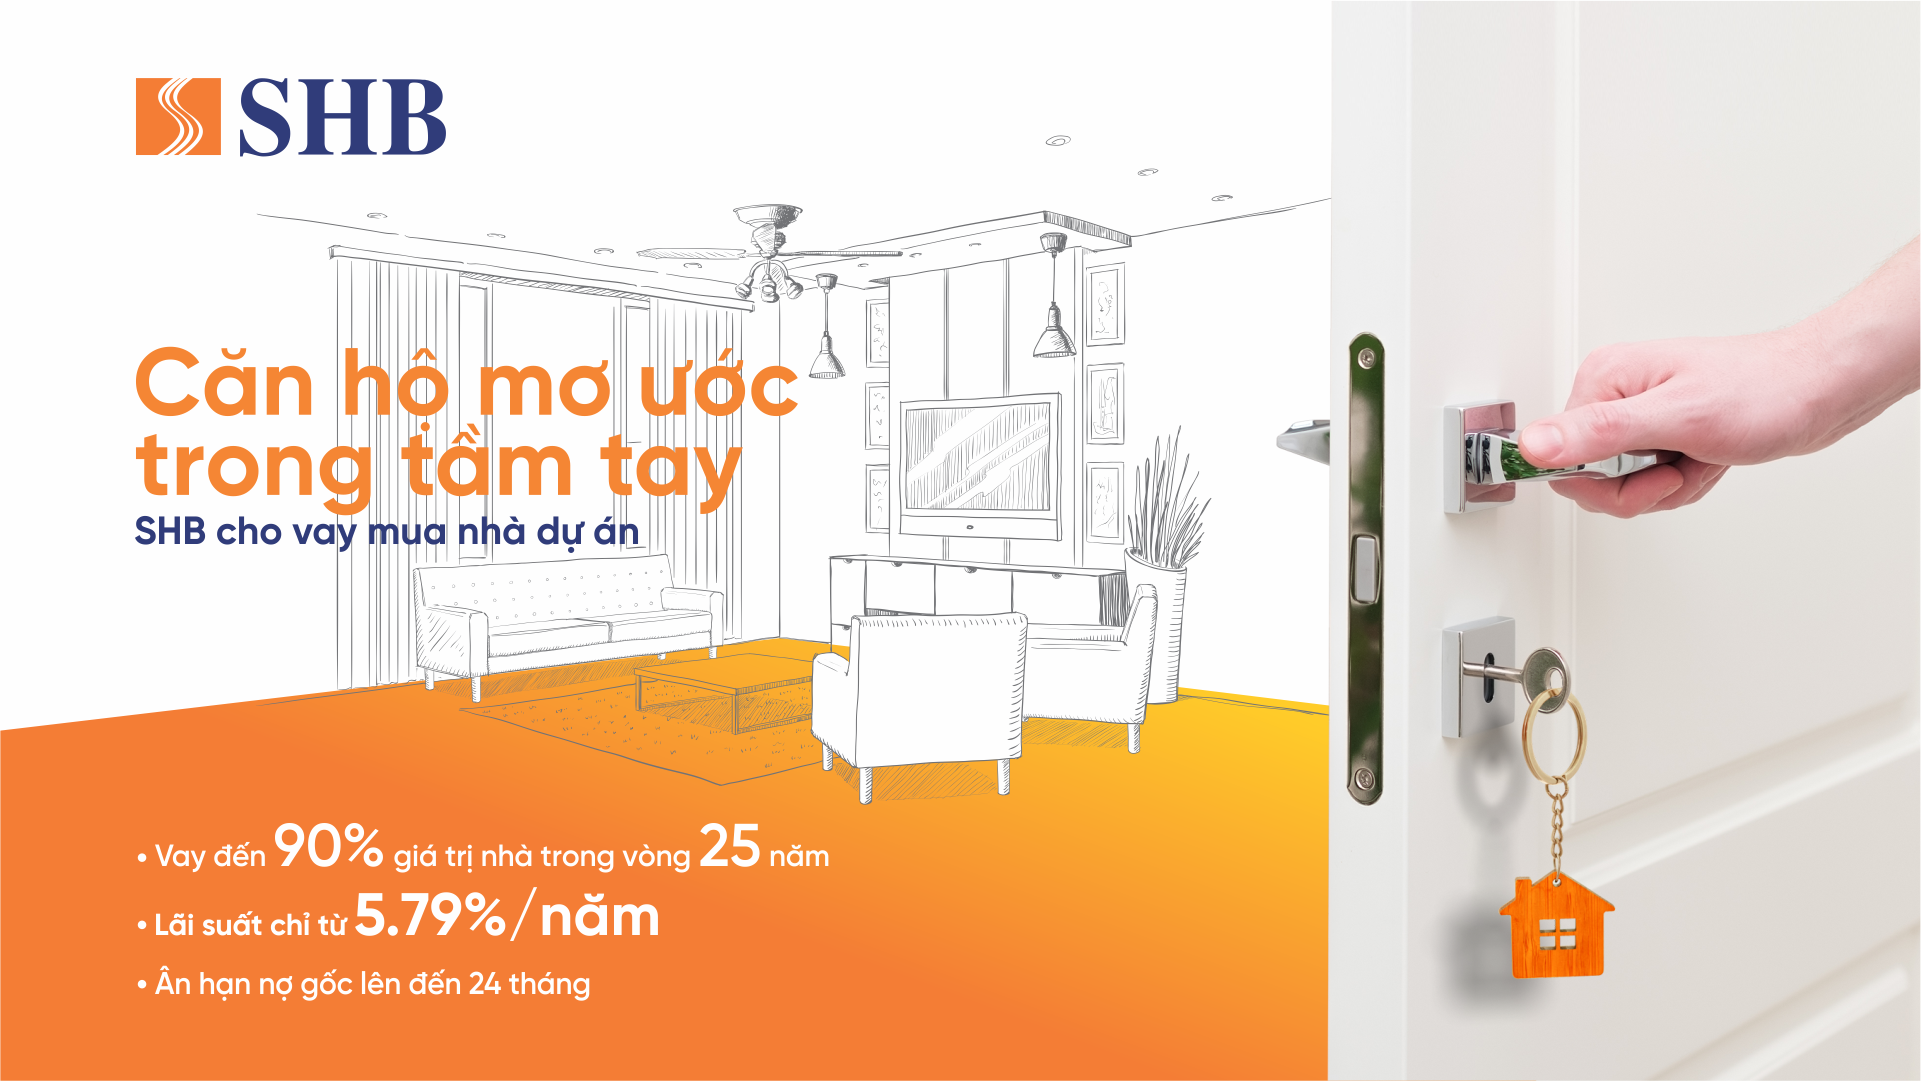 SHB
Căn hộ mơ ước
trong tầm tay
SHB cho vay mua nhà dự án
• Vay đến 90% giá trị nhà trong vòng 25 năm
• Lãi suất chỉ từ 5.79%/năm
• Ân hạn nợ gốc lên đến 24 tháng